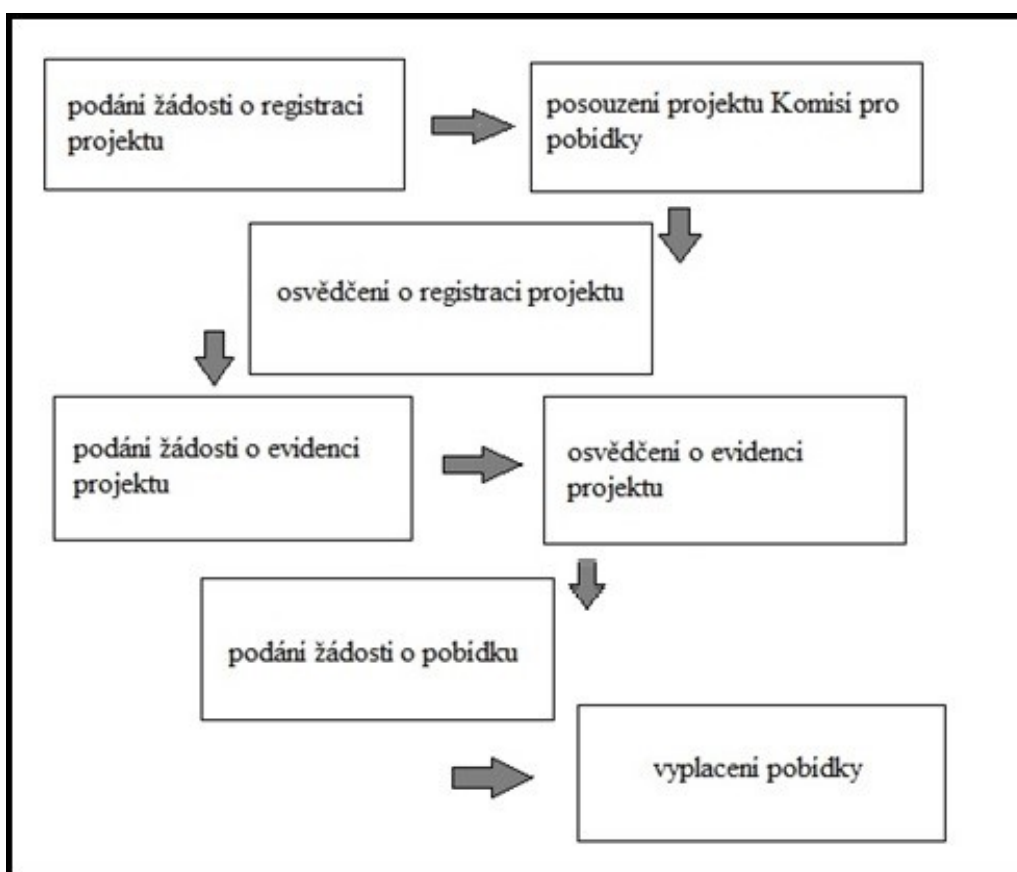 podání žádosti o registraci
projektu
posouzení projektu Komisí pro
pobídky
osvědčení o registraci projektu
podání žádosti o evidenci
projektu
osvědčení o evidenci
projektu
podání žádosti o pobídku
vyplacení pobídky